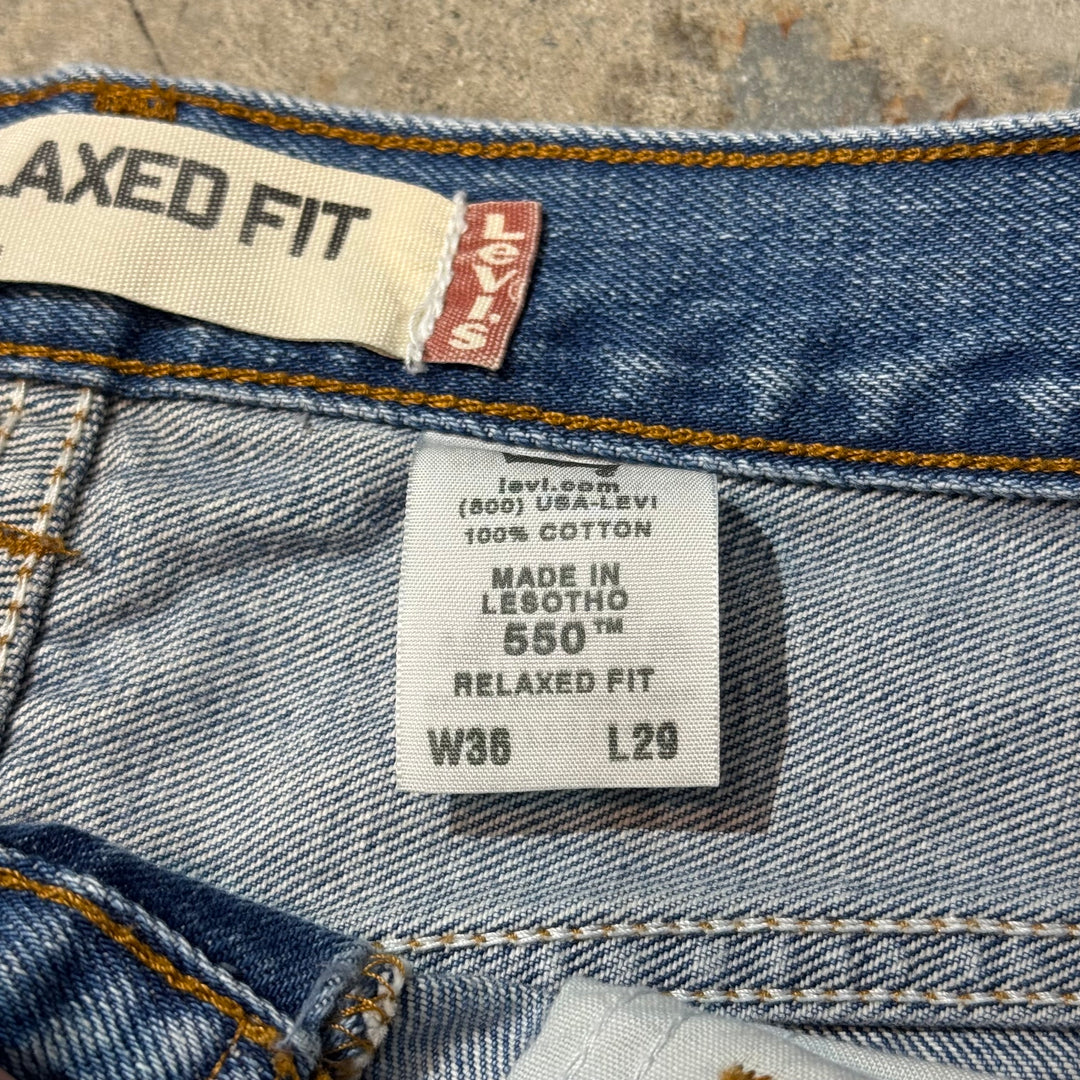 LAXED FIT
Levi's
levi.com
(800) USA-LEVI
100% COTTON
MADE IN
LESOTHO
550™
RELAXED FIT
W36 L29